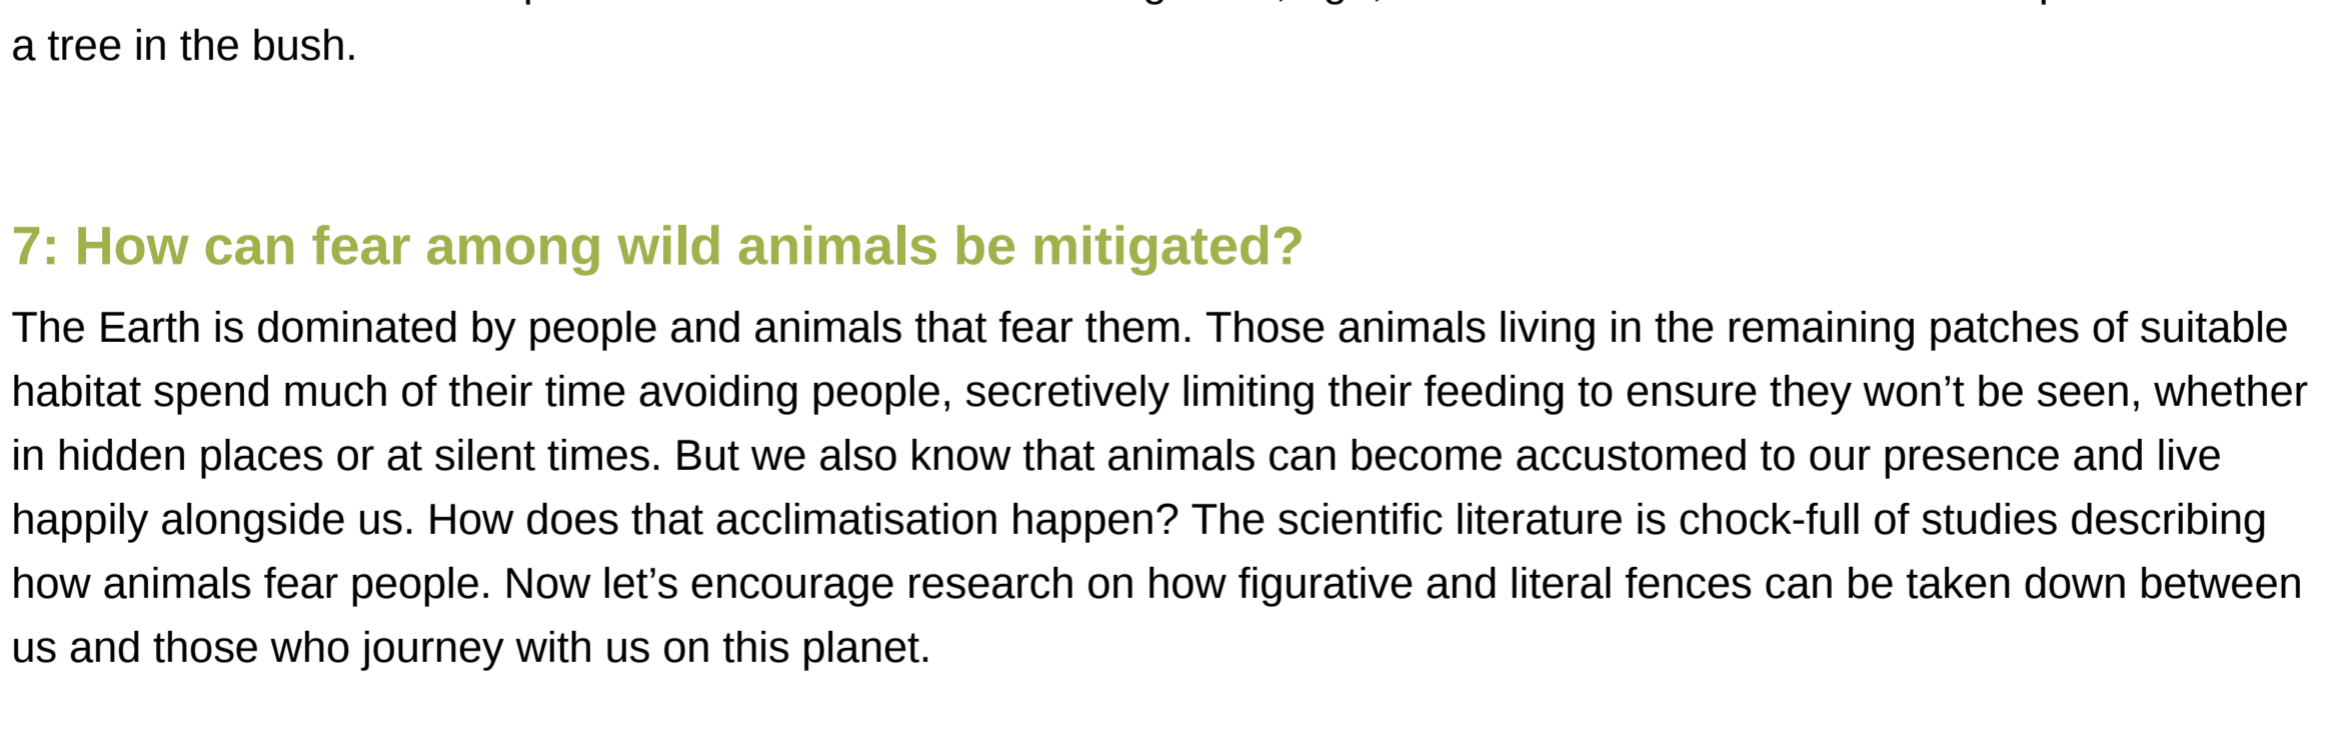 a tree in the bush.
7: How can fear among wild animals be mitigated?
The Earth is dominated by people and animals that fear them. Those animals living in the remaining patches of suitable
habitat spend much of their time avoiding people, secretively limiting their feeding to ensure they won’t be seen, whether
in hidden places or at silent times. But we also know that animals can become accustomed to our presence and live
happily alongside us. How does that acclimatisation happen? The scientific literature is chock-full of studies describing
how animals fear people. Now let’s encourage research on how figurative and literal fences can be taken down between
us and those who journey with us on this planet.